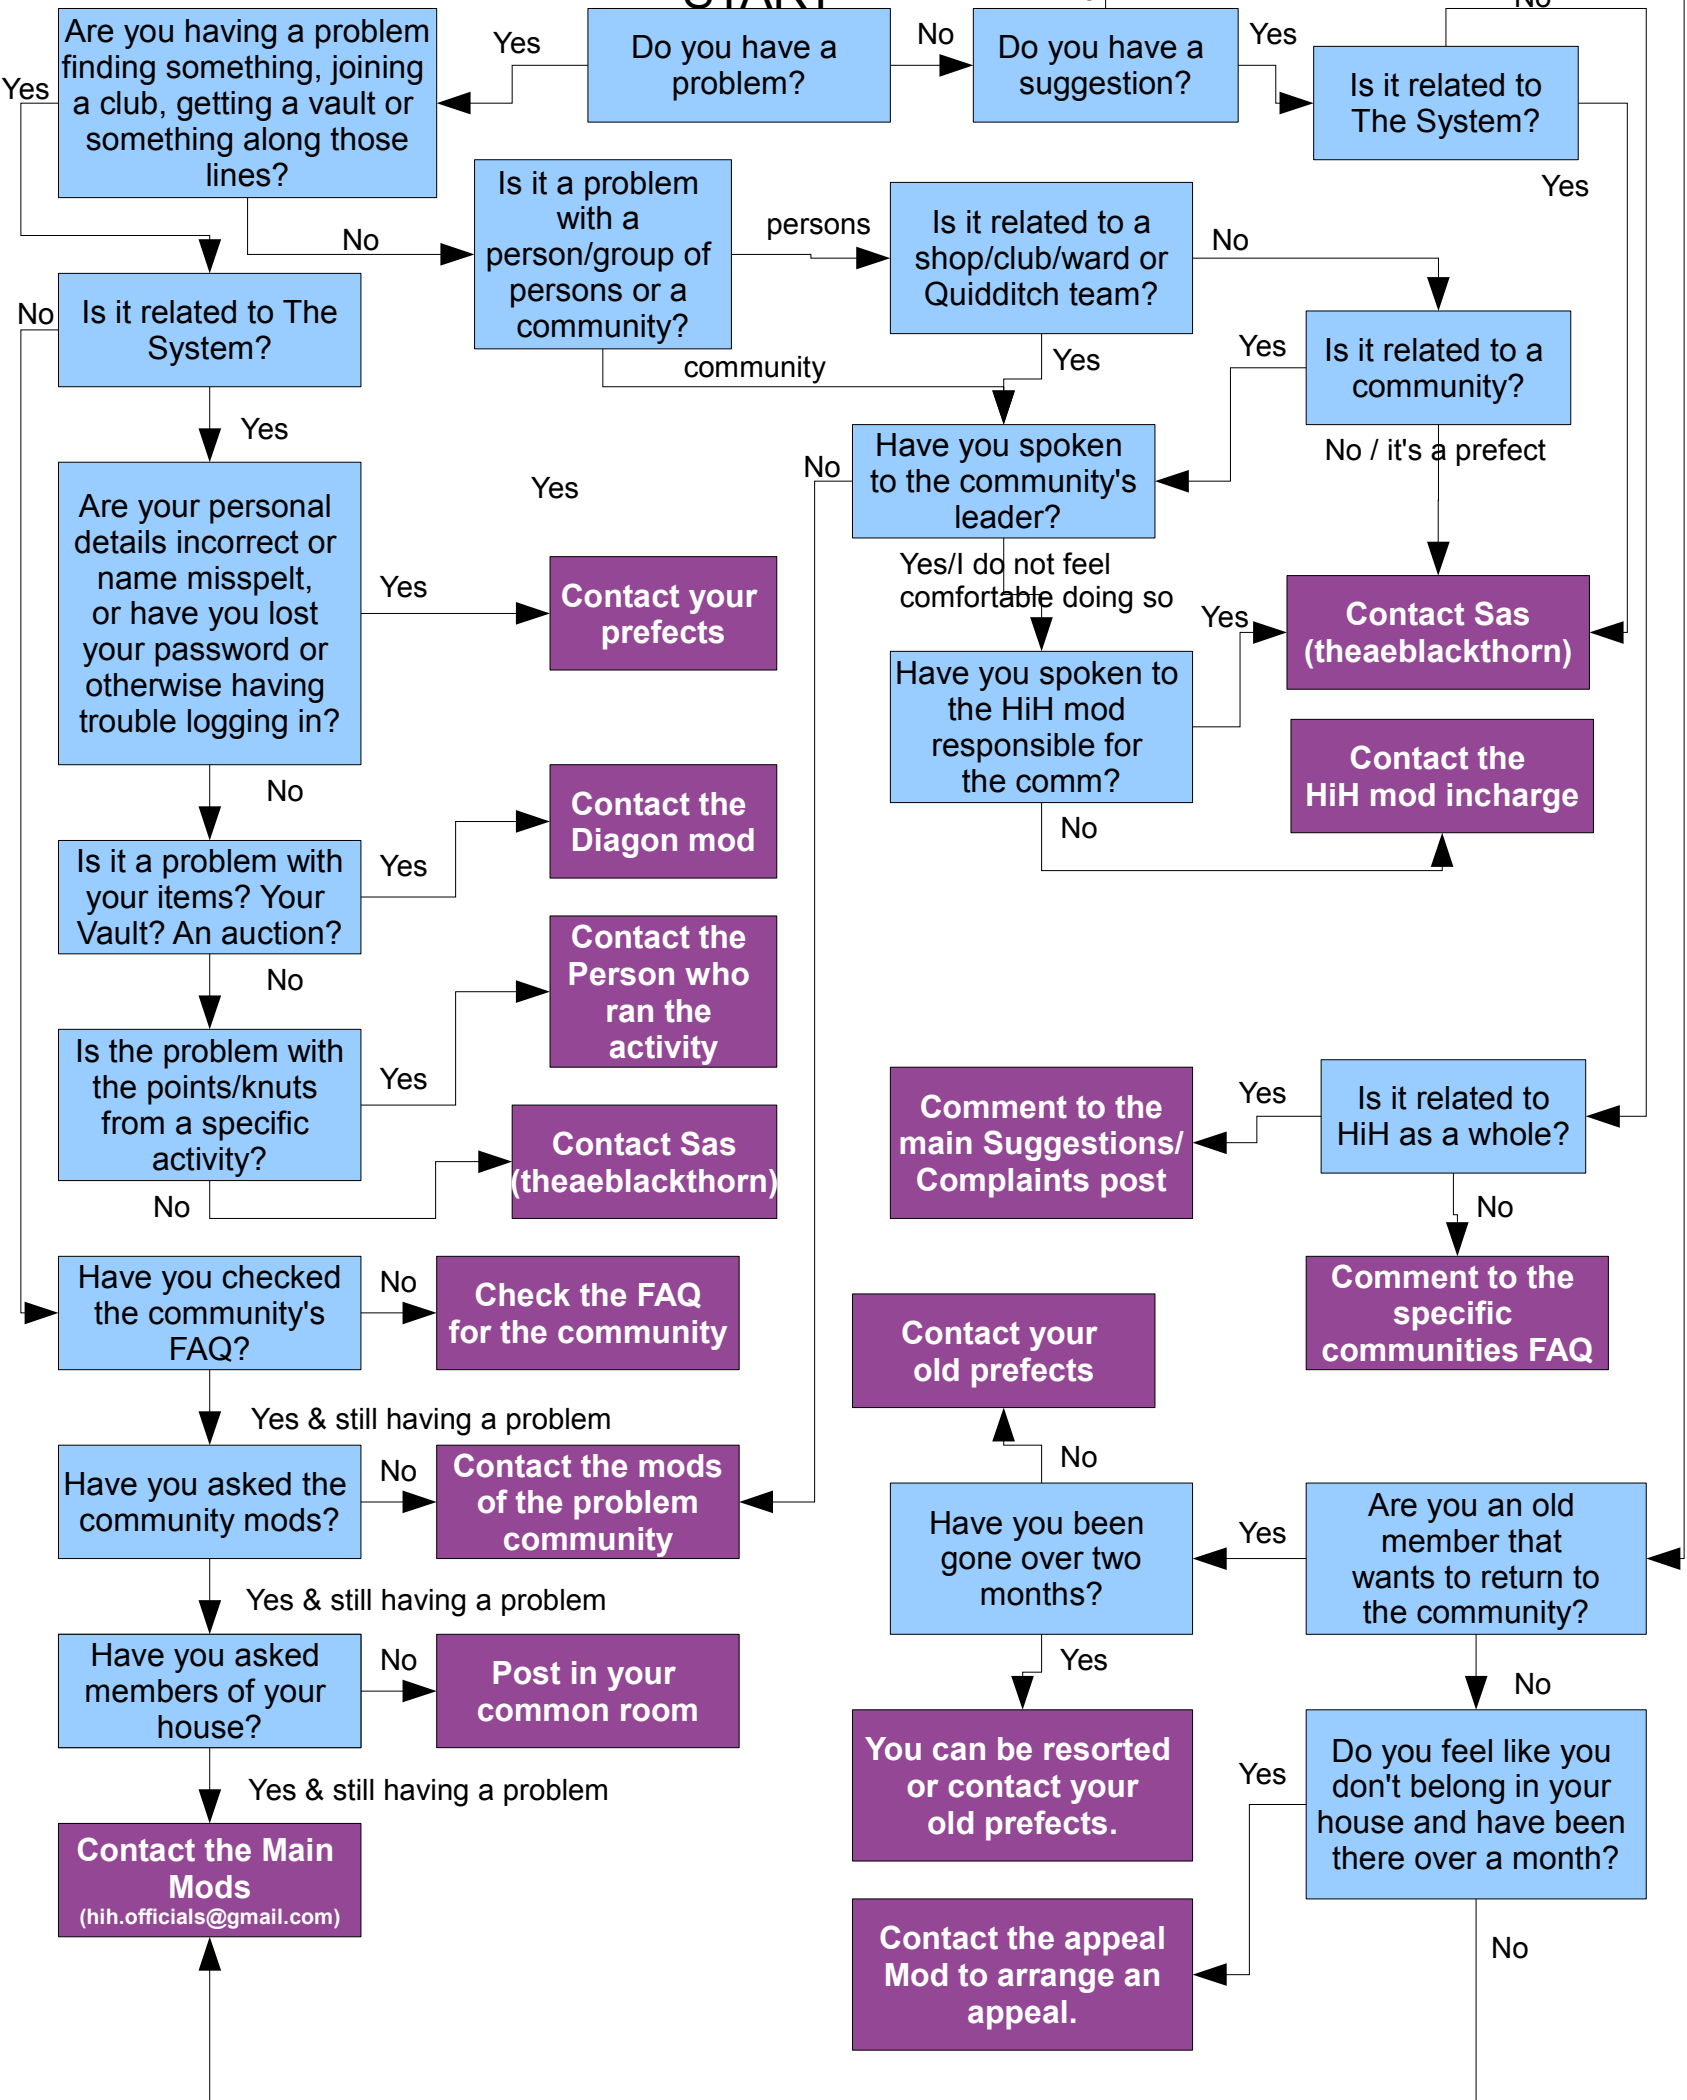 START
No
Are you having a problem
finding something, joining
a club, getting a vault or
something along those
lines?
Yes
Yes
Do you have a
problem?
No
Do you have a
suggestion?
Yes
Is it related to
The System?
Yes
No
Is it a problem
with a
person/group of
persons or a
community?
persons
community
Is it related to a
shop/club/ward or
Quidditch team?
No
Yes
Is it related to a
community?
Yes
No / it's a prefect
No
Is it related to The
System?
Yes
Have you spoken
to the community's
leader?
No
Yes/I do not feel
comfortable doing so
Yes
Are your personal
details incorrect or
name misspelt,
or have you lost
your password or
otherwise having
trouble logging in?
Yes
Contact your
prefects
No
Have you spoken to
the HiH mod
responsible for
the comm?
Yes
No
Contact Sas
(theaeblackthorn)
Contact the
HiH mod incharge
Is it a problem with
your items? Your
Vault? An auction?
Yes
Contact the
Diagon mod
No
Is the problem with
the points/knuts
from a specific
activity?
Yes
Contact the
Person who
ran the
activity
No
Contact Sas
(theaeblackthorn)
Is it related to
HiH as a whole?
Yes
Comment to the
main Suggestions/
Complaints post
No
Comment to the
specific
communities FAQ
Have you checked
the community's
FAQ?
No
Check the FAQ
for the community
Yes & still having a problem
Have you asked the
community mods?
No
Contact the mods
of the problem
community
Yes & still having a problem
Have you asked
members of your
house?
No
Post in your
common room
Yes & still having a problem
Contact the Main
Mods
(hih.officials@gmail.com)
Contact your
old prefects
No
Have you been
gone over two
months?
Yes
Are you an old
member that
wants to return to
the community?
Yes
No
You can be resorted
or contact your
old prefects.
Do you feel like you
don't belong in your
house and have been
there over a month?
Yes
No
Contact the appeal
Mod to arrange an
appeal.